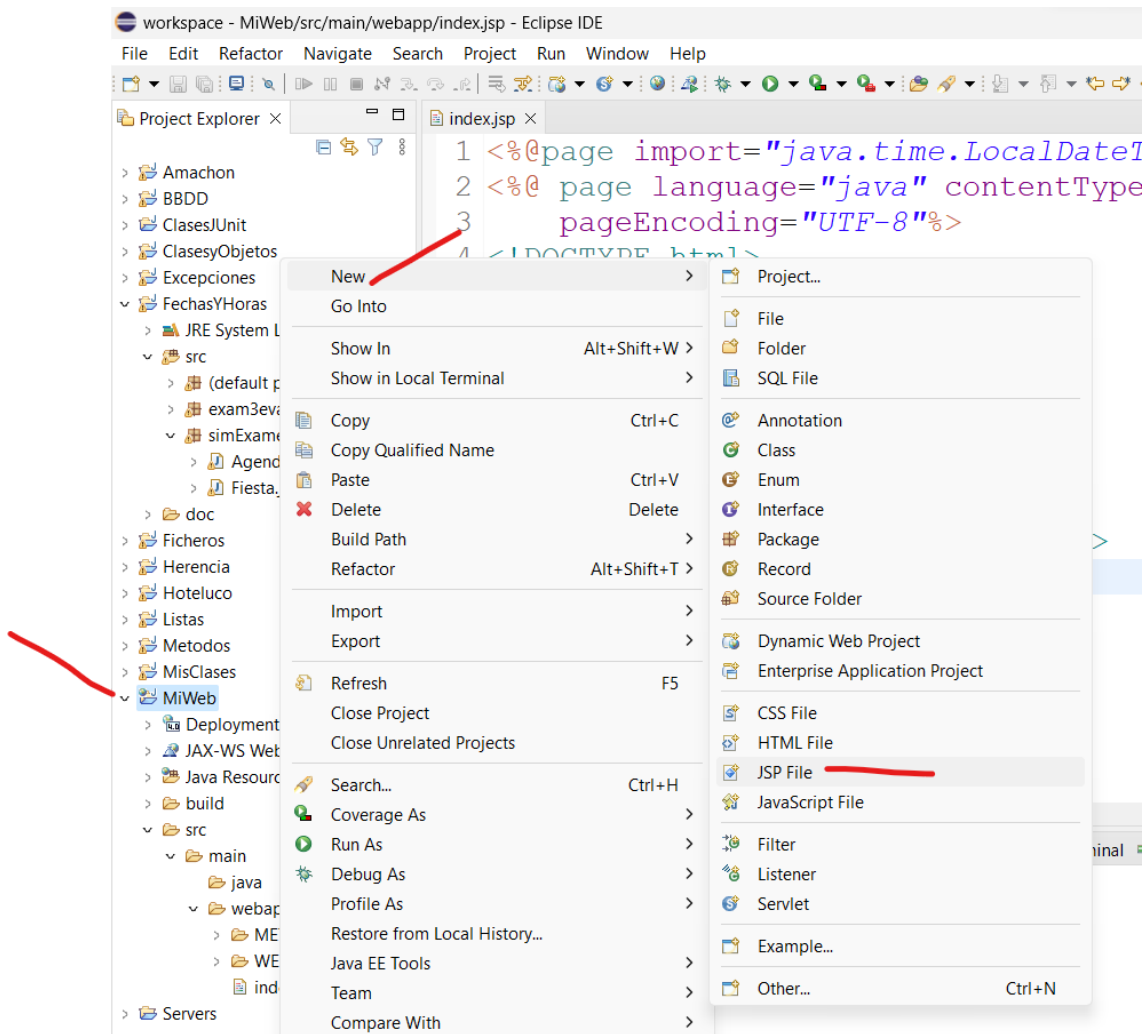 workspace - MiWeb/src/main/webapp/index.jsp - Eclipse IDE
File Edit Refactor Navigate Search Project Run Window Help
Project Explorer
index.jsp
Amachon
BBDD
ClasesJUnit
ClasesyObjetos
Excepciones
FechasYHoras
JRE System L
src
(default p
exam3eva
simExame
Agend
Fiesta.
doc
Ficheros
Herencia
Hoteluco
Listas
Metodos
MisClases
MiWeb
Deployment
JAX-WS Web
Java Resourc
build
src
main
java
webap
ME
WE
ind
Servers
1 <%@page import="java.time.LocalDateT
2 <%@ page language="java" contentType
3 pageEncoding="UTF-8"%>
4 <!DOCTYPE html>
>
New
Go Into
Show In Alt+Shift+W
Show in Local Terminal
Copy Ctrl+C
Copy Qualified Name
Paste Ctrl+V
Delete Delete
Build Path
Refactor Alt+Shift+T
Import
Export
Refresh F5
Close Project
Close Unrelated Projects
Search... Ctrl+H
Coverage As
Run As
Debug As
Profile As
Restore from Local History...
Java EE Tools
Team
Compare With
Project...
File
Folder
SQL File
Annotation
Class
Enum
Interface
Package
Record
Source Folder
Dynamic Web Project
Enterprise Application Project
CSS File
HTML File
JSP File
JavaScript File
Filter
Listener
Servlet
Example...
Other... Ctrl+N
minal